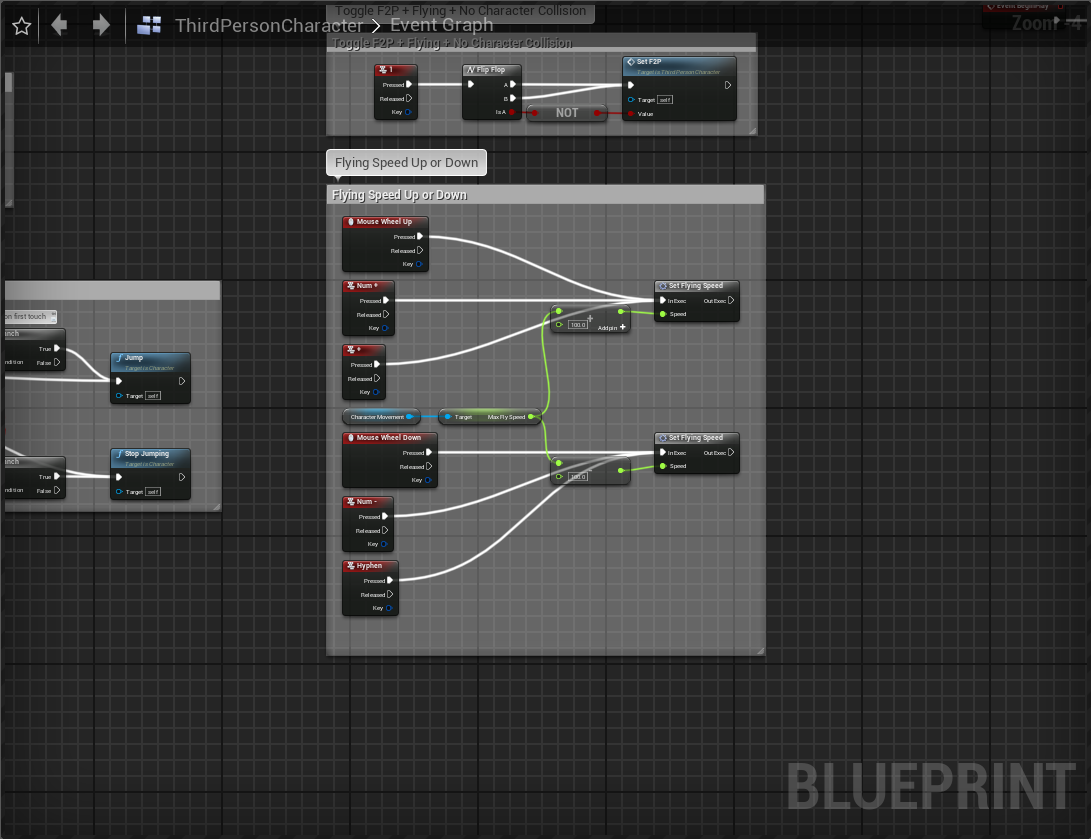 Toggle F2P + Flying + No Character Collision
ThirdPersonCharacter > Event Graph
Event BeginPlay
Zoom -4
Toggle F2P + Flying + No Character Collision
1
Pressed
Released
Key
Flip Flop
A
B
Is A
NOT
Set F2P
Target is Third Person Character
Target self
Value
Flying Speed Up or Down
Flying Speed Up or Down
Mouse Wheel Up
Pressed
Released
Key
Num +
Pressed
Released
Key
+
Pressed
Released
Key
100.0
+
Add pin +
Set Flying Speed
In Exec Out Exec
Speed
Character Movement
Target Max Fly Speed
Mouse Wheel Down
Pressed
Released
Key
Num -
Pressed
Released
Key
Hyphen
Pressed
Released
Key
100.0
-
Set Flying Speed
In Exec Out Exec
Speed
on first touch
nch
True
ndition False
Jump
Target is Character
Target self
nch
True
ndition False
Stop Jumping
Target is Character
Target self
BLUEPRINT